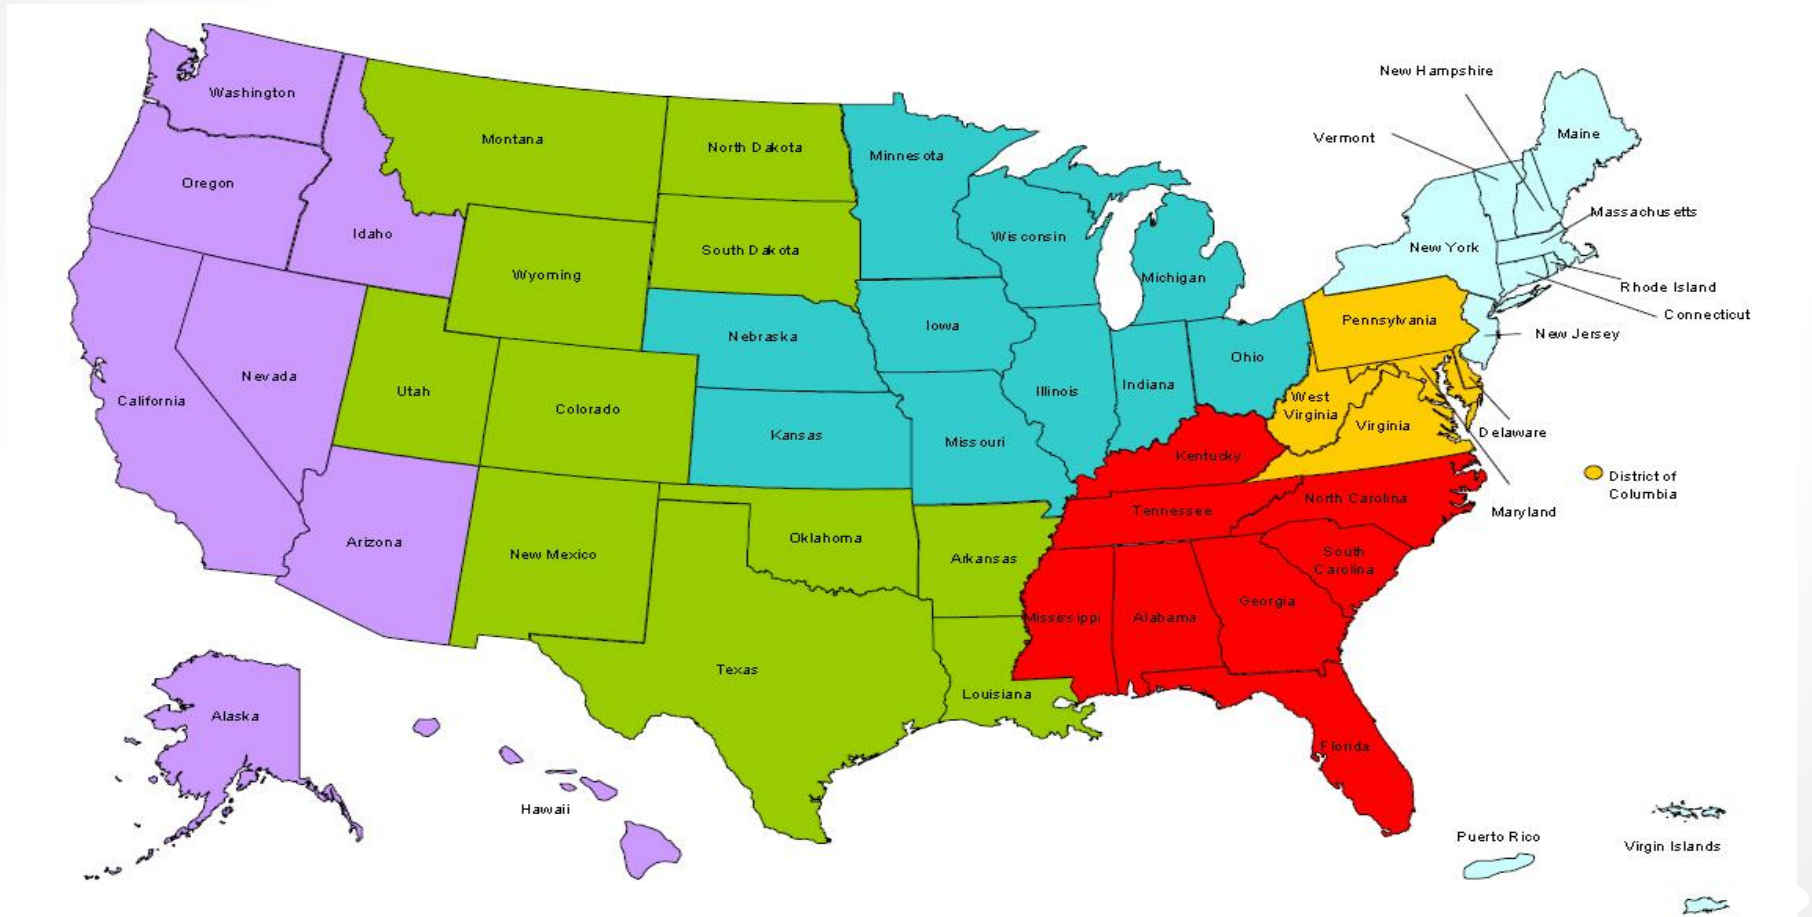 New Hampshire
Washington
Maine
Montana
Vermont
North Dakota
Minnesota
Oregon
Massachusetts
Idaho
Wisconsin
New York
South Dakota
Wyoming
Michigan
Rhode Island
Connecticut
Pennsylvania
Iowa
New Jersey
Nebraska
Ohio
Nevada
Indiana
Utah
Illinois
California
West
Virginia
Colorado
Virginia
Delaware
Kansas
Missouri
Kentucky
District of
Columbia
North Carolina
Tennessee
Maryland
Oklahoma
Arizona
New Mexico
Arkansas
South
Carolina
Georgia
Mississippi
Alabama
Texas
Louisiana
Alaska
Florida
Hawaii
Puerto Rico
Virgin Islands